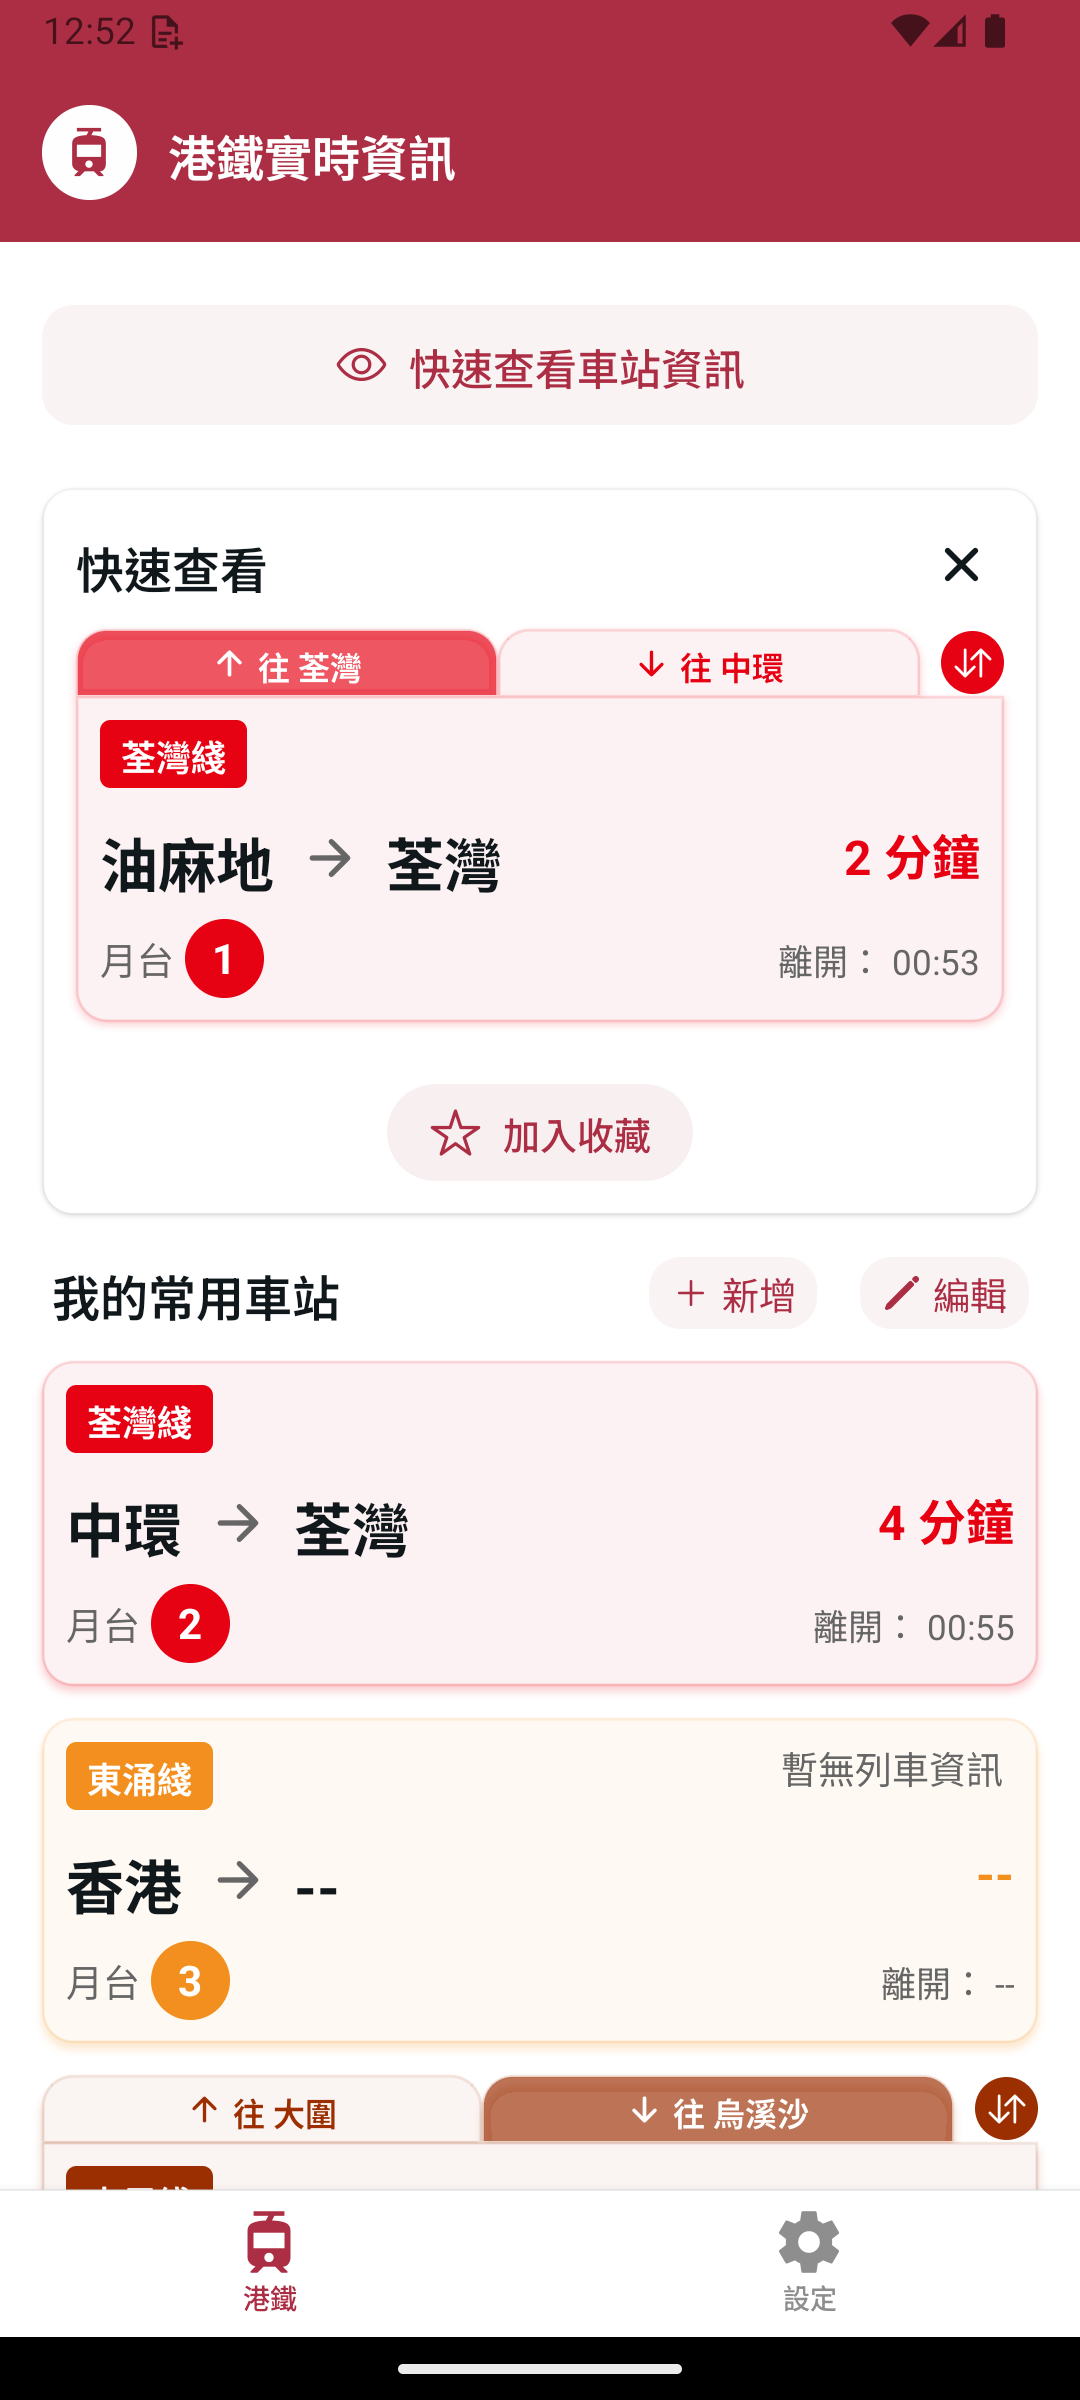 12:52
港鐵實時資訊
快速查看車站資訊
快速查看
往 荃灣
往 中環
荃灣綫
油麻地 → 荃灣
2 分鐘
月台 1
離開： 00:53
加入收藏
我的常用車站
新增
編輯
荃灣綫
中環 → 荃灣
4 分鐘
月台 2
離開： 00:55
東涌綫
暫無列車資訊
香港 → --
--
月台 3
離開： --
往 大圍
往 烏溪沙
港鐵
設定